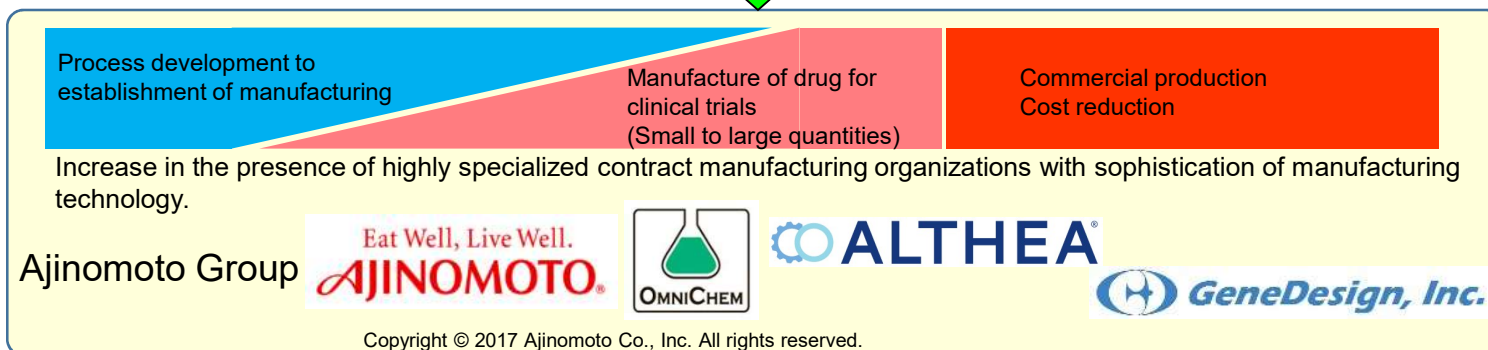 Process development to
establishment of manufacturing
Manufacture of drug for
clinical trials
(Small to large quantities)
Commercial production
Cost reduction
Increase in the presence of highly specialized contract manufacturing organizations with sophistication of manufacturing
technology.
Ajinomoto Group
Eat Well, Live Well.
AJINOMOTO®
OMNICHEM
ALTHEA®
GeneDesign, Inc.
Copyright © 2017 Ajinomoto Co., Inc. All rights reserved.